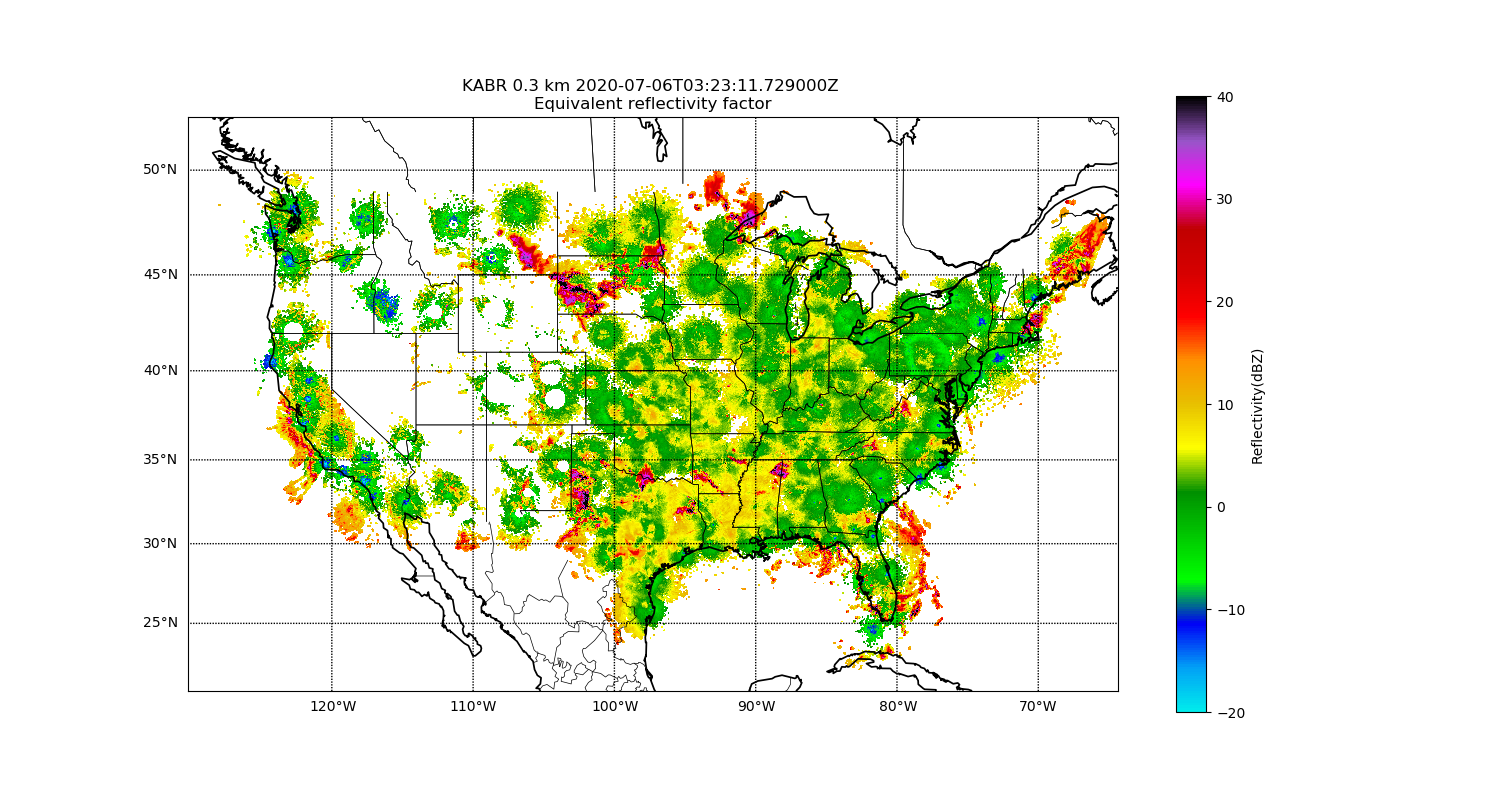 KABR 0.3 km 2020-07-06T03:23:11.729000Z
Equivalent reflectivity factor
50°N
45°N
40°N
35°N
30°N
25°N
120°W
110°W
100°W
90°W
80°W
70°W
40
30
20
10
0
−10
−20
Reflectivity(dBZ)